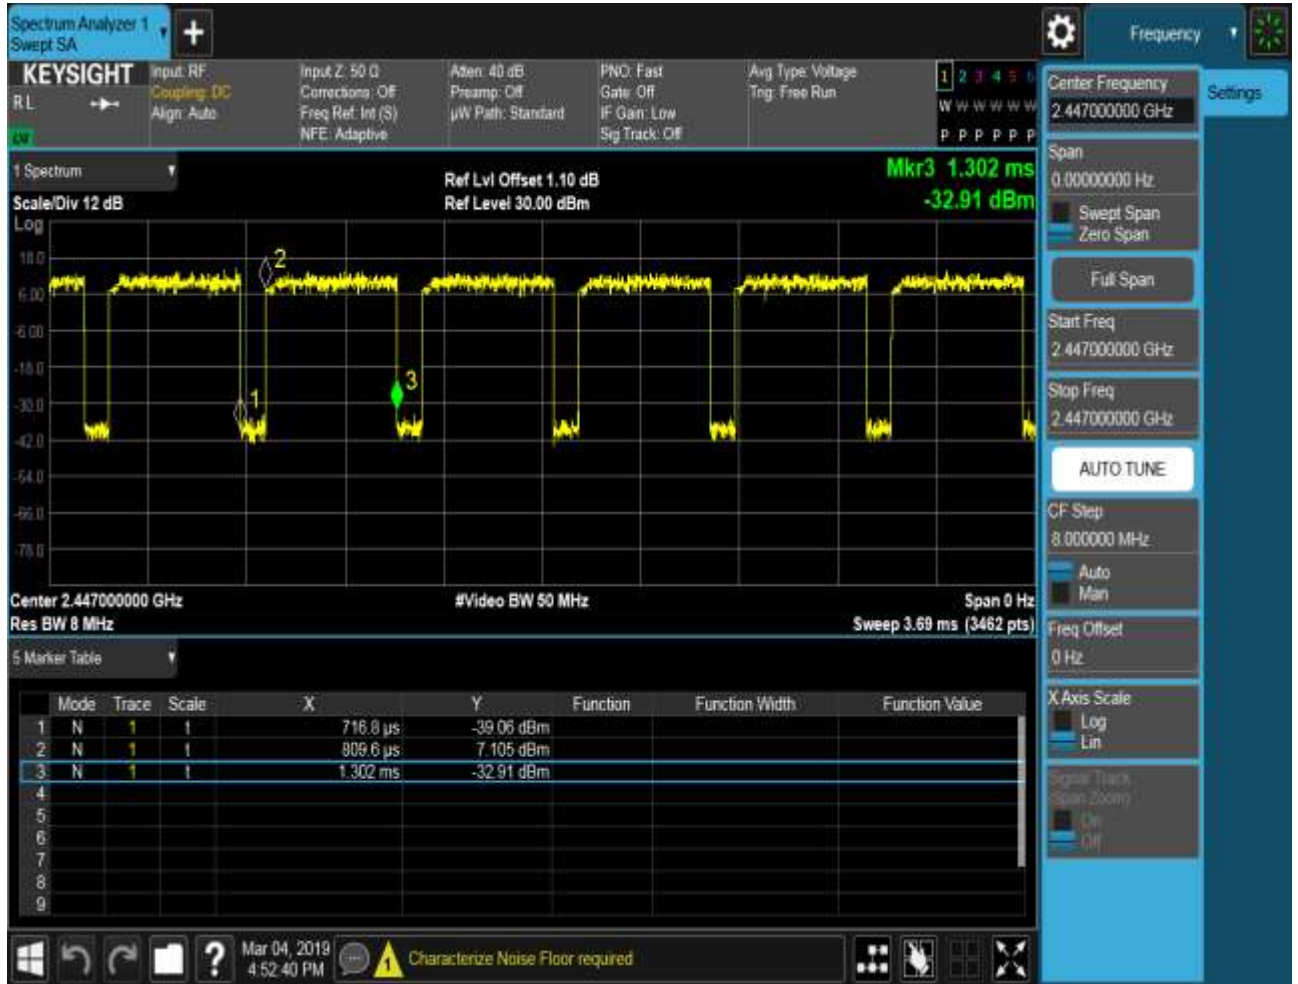 Spectrum Analyzer 1
Swept SA
+
Frequency
KEYSIGHT
R L
Input: RF
Coupling: DC
Align: Auto
Input Z: 50 Ω
Corrections: Off
Freq Ref: Int (S)
NFE: Adaptive
Atten: 40 dB
Preamp: Off
µW Path: Standard
PNO: Fast
Gate: Off
IF Gain: Low
Sig Track: Off
Avg Type: Voltage
Trig: Free Run
1 2 3 4 5 6
W W W W W W
P P P P P P
1 Spectrum
Scale/Div 12 dB
Ref Lvl Offset 1.10 dB
Ref Level 30.00 dBm
Mkr3 1.302 ms
-32.91 dBm
Log
18.0
6.00
-6.00
-18.0
-30.0
-42.0
-54.0
-66.0
-78.0
1
2
3
Center 2.447000000 GHz
#Video BW 50 MHz
Span 0 Hz
Res BW 8 MHz
Sweep 3.69 ms (3462 pts)
5 Marker Table
Mode Trace Scale X Y Function Function Width Function Value
1 N 1 t 716.8 µs -39.06 dBm
2 N 1 t 809.6 µs 7.105 dBm
3 N 1 t 1.302 ms -32.91 dBm
4
5
6
7
8
9
Center Frequency
2.447000000 GHz
Settings
Span
0.00000000 Hz
Swept Span
Zero Span
Full Span
Start Freq
2.447000000 GHz
Stop Freq
2.447000000 GHz
AUTO TUNE
CF Step
8.000000 MHz
Auto
Man
Freq Offset
0 Hz
X Axis Scale
Log
Lin
Signal Track
(Span Zoom)
On
Off
?
Mar 04, 2019
4:52:40 PM
1
Characterize Noise Floor required